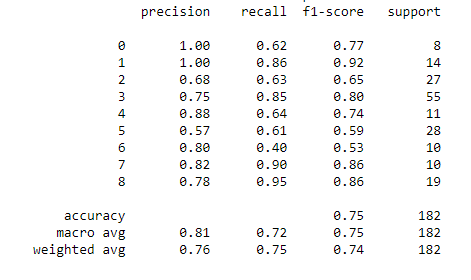 precision recall f1-score support
0 1.00 0.62 0.77 8
1 1.00 0.86 0.92 14
2 0.68 0.63 0.65 27
3 0.75 0.85 0.80 55
4 0.88 0.64 0.74 11
5 0.57 0.61 0.59 28
6 0.80 0.40 0.53 10
7 0.82 0.90 0.86 10
8 0.78 0.95 0.86 19
accuracy 0.75 182
macro avg 0.81 0.72 0.75 182
weighted avg 0.76 0.75 0.74 182